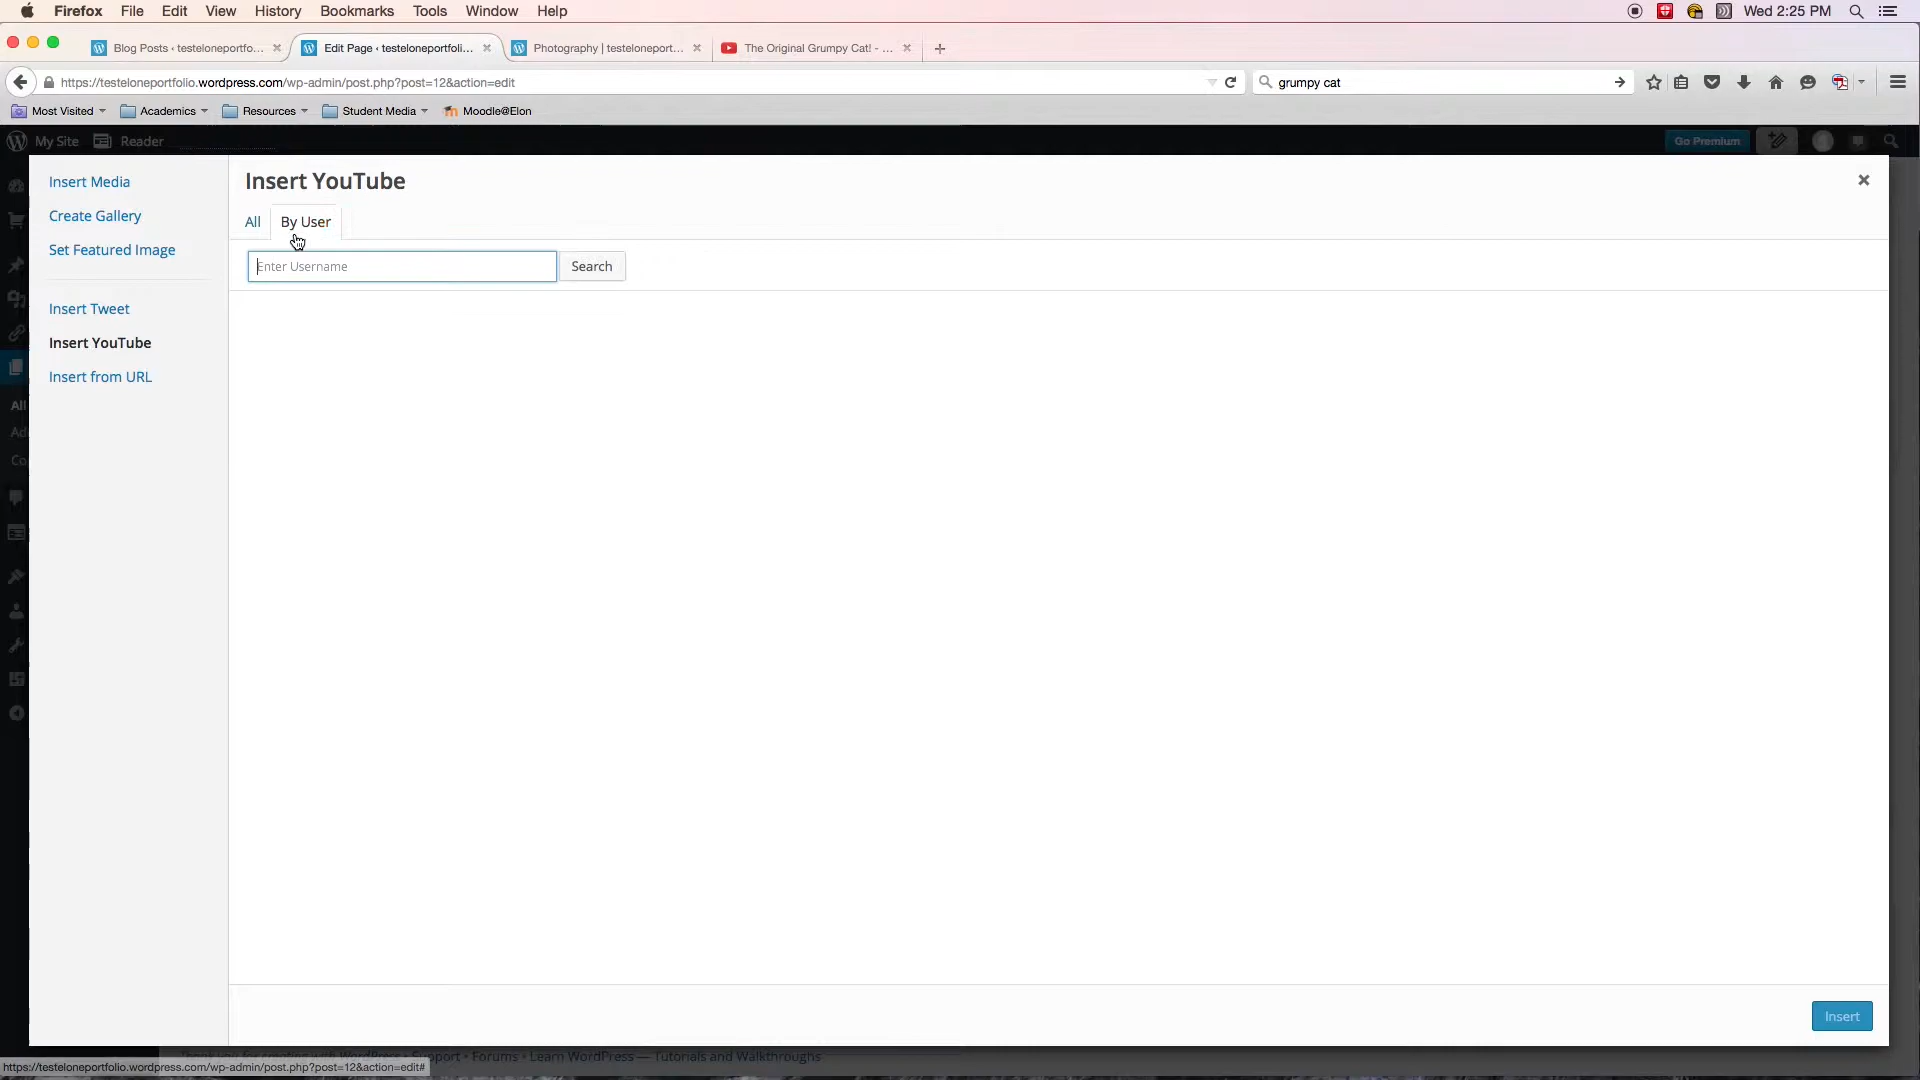 Firefox File Edit View History Bookmarks Tools Window Help Wed 2:25 PM
Blog Posts ‹ testeloneportfo... Edit Page ‹ testeloneportfoli... Photography | testeloneport... The Original Grumpy Cat! - ...
https://testeloneportfolio.wordpress.com/wp-admin/post.php?post=12&action=edit grumpy cat
Most Visited Academics Resources Student Media Moodle@Elon
My Site Reader Go Premium
Insert Media
Create Gallery
Set Featured Image
Insert Tweet
Insert YouTube
Insert from URL
Insert YouTube
All By User
Enter Username Search
All
Ad
Co
Insert
Thank you for creating with WordPress • Support • Forums • Learn WordPress — Tutorials and Walkthroughs
https://testeloneportfolio.wordpress.com/wp-admin/post.php?post=12&action=edit#